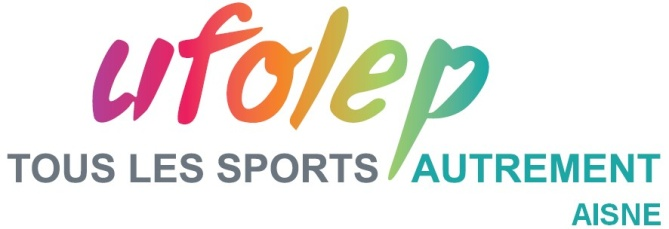 ufolep
TOUS LES SPORTS AUTREMENT
AISNE